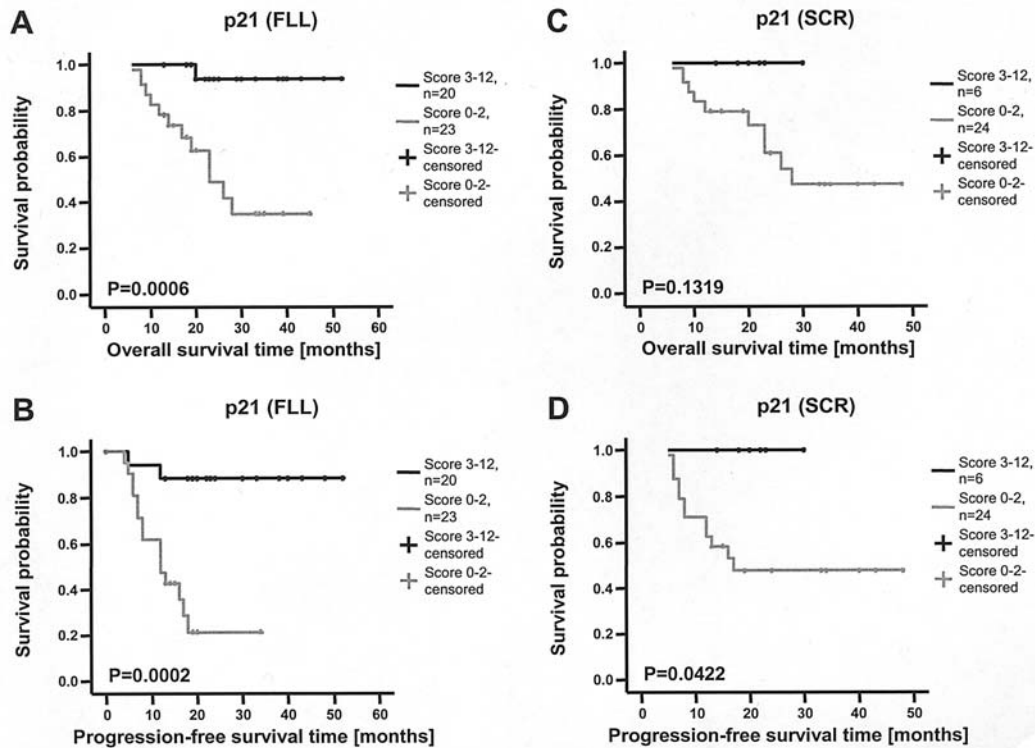 A
p21 (FLL)
Survival probability
1.0
0.8
0.6
0.4
0.2
0.0
P=0.0006
0 10 20 30 40 50 60
Overall survival time [months]
Score 3-12,
n=20
Score 0-2,
n=23
Score 3-12-
censored
Score 0-2-
censored
C
p21 (SCR)
Survival probability
1.0
0.8
0.6
0.4
0.2
0.0
P=0.1319
0 10 20 30 40 50
Overall survival time [months]
Score 3-12,
n=6
Score 0-2,
n=24
Score 3-12-
censored
Score 0-2-
censored
B
p21 (FLL)
Survival probability
1.0
0.8
0.6
0.4
0.2
0.0
P=0.0002
0 10 20 30 40 50 60
Progression-free survival time [months]
Score 3-12,
n=20
Score 0-2,
n=23
Score 3-12-
censored
Score 0-2-
censored
D
p21 (SCR)
Survival probability
1.0
0.8
0.6
0.4
0.2
0.0
P=0.0422
0 10 20 30 40 50
Progression-free survival time [months]
Score 3-12,
n=6
Score 0-2,
n=24
Score 3-12-
censored
Score 0-2-
censored